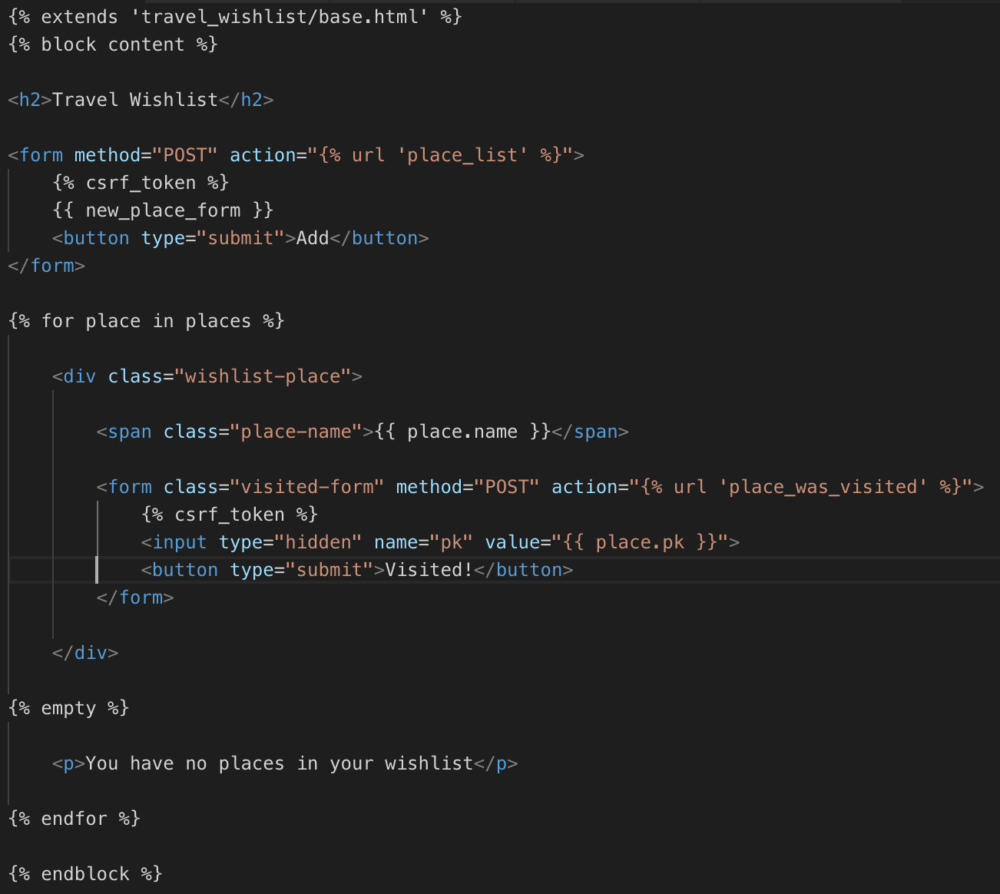 {% extends 'travel_wishlist/base.html' %}
{% block content %}
<h2>Travel Wishlist</h2>
<form method="POST" action="{% url 'place_list' %}">
{% csrf_token %}
{{ new_place_form }}
<button type="submit">Add</button>
</form>
{% for place in places %}
<div class="wishlist-place">
<span class="place-name">{{ place.name }}</span>
<form class="visited-form" method="POST" action="{% url 'place_was_visited' %}">
{% csrf_token %}
<input type="hidden" name="pk" value="{{ place.pk }}">
<button type="submit">Visited!</button>
</form>
</div>
{% empty %}
<p>You have no places in your wishlist</p>
{% endfor %}
{% endblock %}